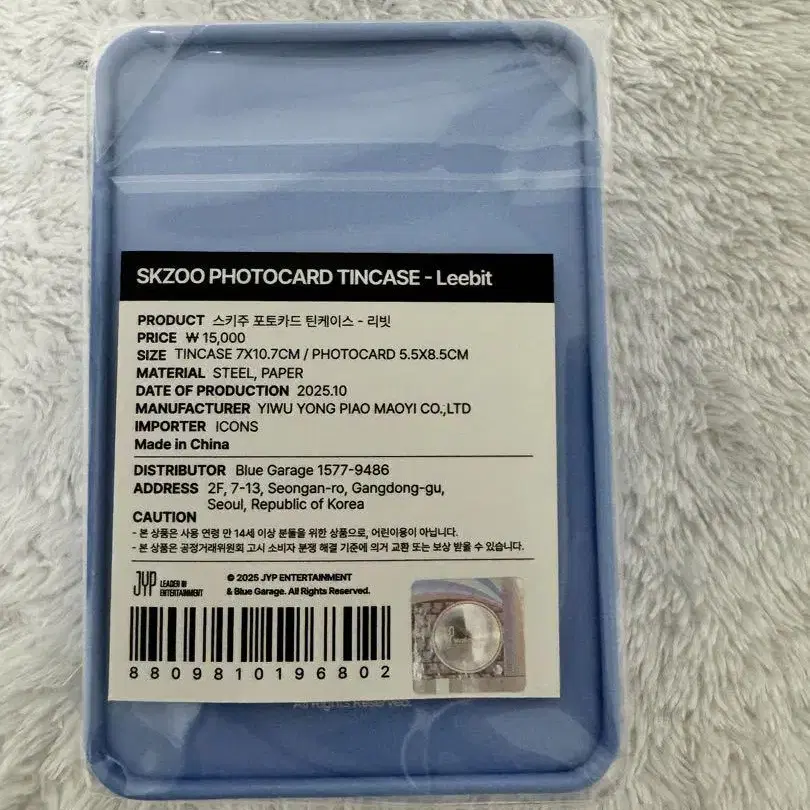 SKZOO PHOTOCARD TINCASE - Leebit
PRODUCT 스키주 포토카드 틴케이스 - 리빗
PRICE ₩ 15,000
SIZE TINCASE 7X10.7CM / PHOTOCARD 5.5X8.5CM
MATERIAL STEEL, PAPER
DATE OF PRODUCTION 2025.10
MANUFACTURER YIWU YONG PIAO MAOYI CO.,LTD
IMPORTER ICONS
Made in China
DISTRIBUTOR Blue Garage 1577-9486
ADDRESS 2F, 7-13, Seongan-ro, Gangdong-gu,
Seoul, Republic of Korea
CAUTION
- 본 상품은 사용 연령 만 14세 이상 분들을 위한 상품으로, 어린이용이 아닙니다.
- 본 상품은 공정거래위원회 고시 소비자 분쟁 해결 기준에 의거 교환 또는 보상 받을 수 있습니다.
JYP LEADER IN
ENTERTAINMENT
© 2025 JYP ENTERTAINMENT
& Blue Garage. All Rights Reserved.
8809810196802
All Rights Reserved.